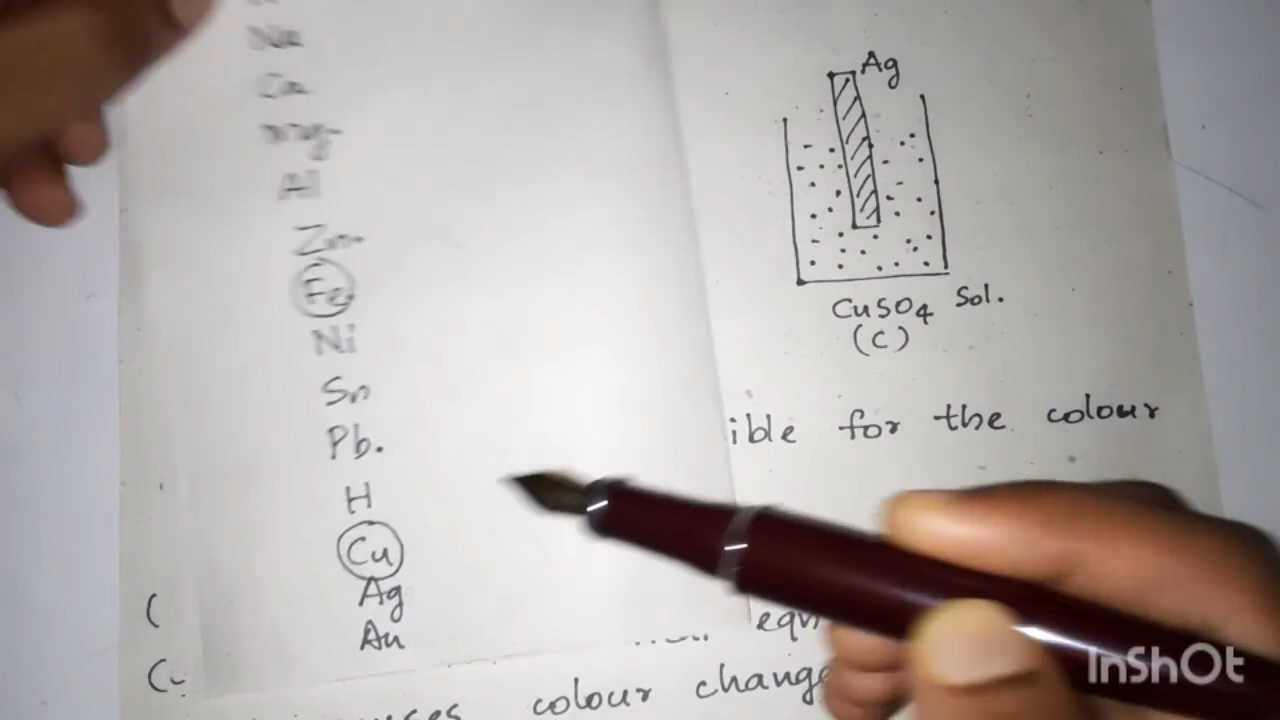 Na
Ca
Mg
Al
Zn
Fe
Ni
Sn
Pb.
H
Cu
Ag
Au
Ag
CuSO4 Sol.
(C)
ible for the colour
eqn
colour change
InShOt